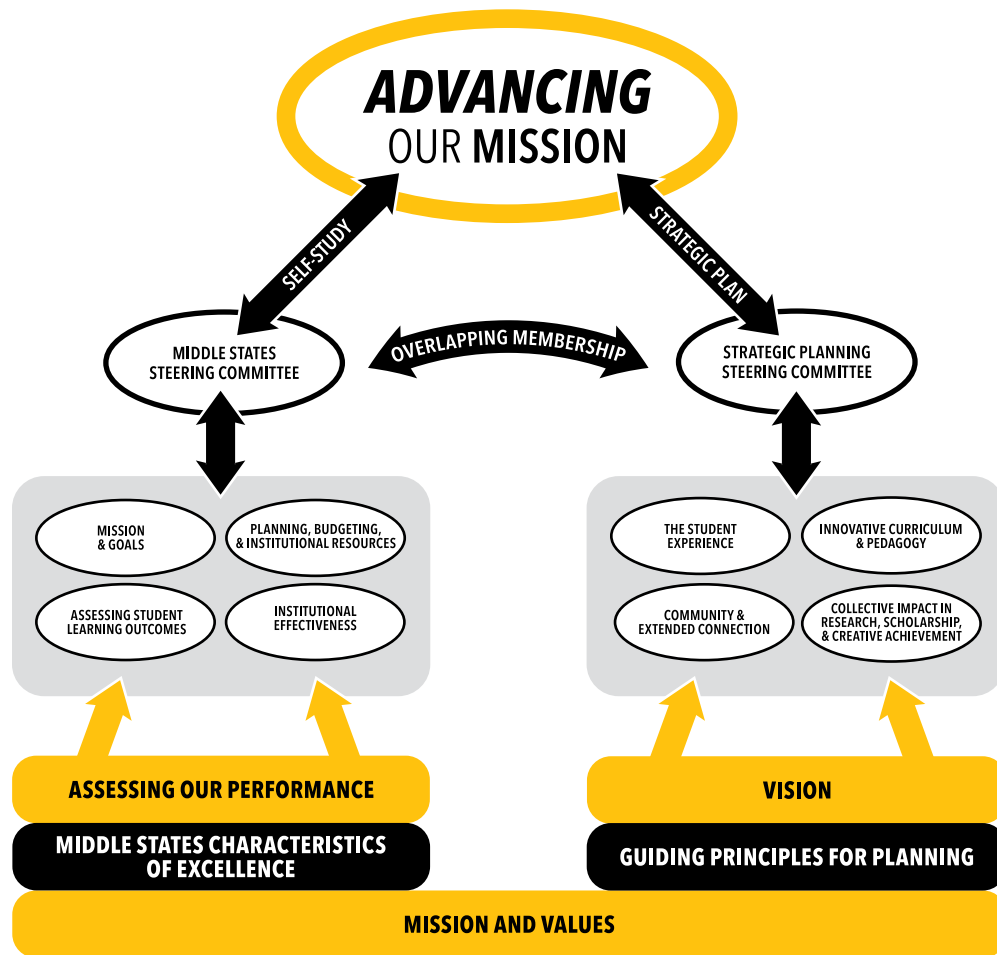 ADVANCING
OUR MISSION
SELF-STUDY
STRATEGIC PLAN
OVERLAPPING MEMBERSHIP
MIDDLE STATES
STEERING COMMITTEE
STRATEGIC PLANNING
STEERING COMMITTEE
MISSION
& GOALS
PLANNING, BUDGETING,
& INSTITUTIONAL RESOURCES
ASSESSING STUDENT
LEARNING OUTCOMES
INSTITUTIONAL
EFFECTIVENESS
THE STUDENT
EXPERIENCE
INNOVATIVE CURRICULUM
& PEDAGOGY
COMMUNITY &
EXTENDED CONNECTION
COLLECTIVE IMPACT IN
RESEARCH, SCHOLARSHIP,
& CREATIVE ACHIEVEMENT
ASSESSING OUR PERFORMANCE
MIDDLE STATES CHARACTERISTICS
OF EXCELLENCE
VISION
GUIDING PRINCIPLES FOR PLANNING
MISSION AND VALUES